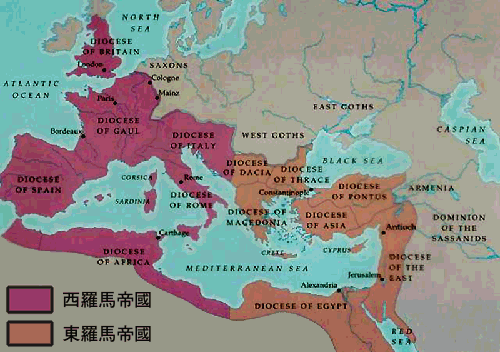 NORTH
SEA
DIOCESE
OF BRITAIN
London
SAXONS
Cologne
ATLANTIC
OCEAN
Mainz
Paris
DIOCESE
OF GAUL
EAST GOTHS
CASPIAN
SEA
Bordeaux
DIOCESE
OF ITALY
WEST GOTHS
BLACK SEA
DIOCESE
OF DACIA
DIOCESE
OF THRACE
DIOCESE
OF SPAIN
CORSICA
Rome
Constantinople
DIOCESE OF
PONTUS
ARMENIA
SARDINIA
DIOCESE
OF ROME
DIOCESE OF
MACEDONIA
DIOCESE
OF ASIA
DOMINION
OF THE
SASSANIDS
Antioch
Carthage
CRETE
CYPRUS
DIOCESE
OF AFRICA
MEDITERRANEAN SEA
DIOCESE
OF THE
EAST
Jerusalem
Alexandria
DIOCESE OF EGYPT
RED
SEA
西羅馬帝國
東羅馬帝國